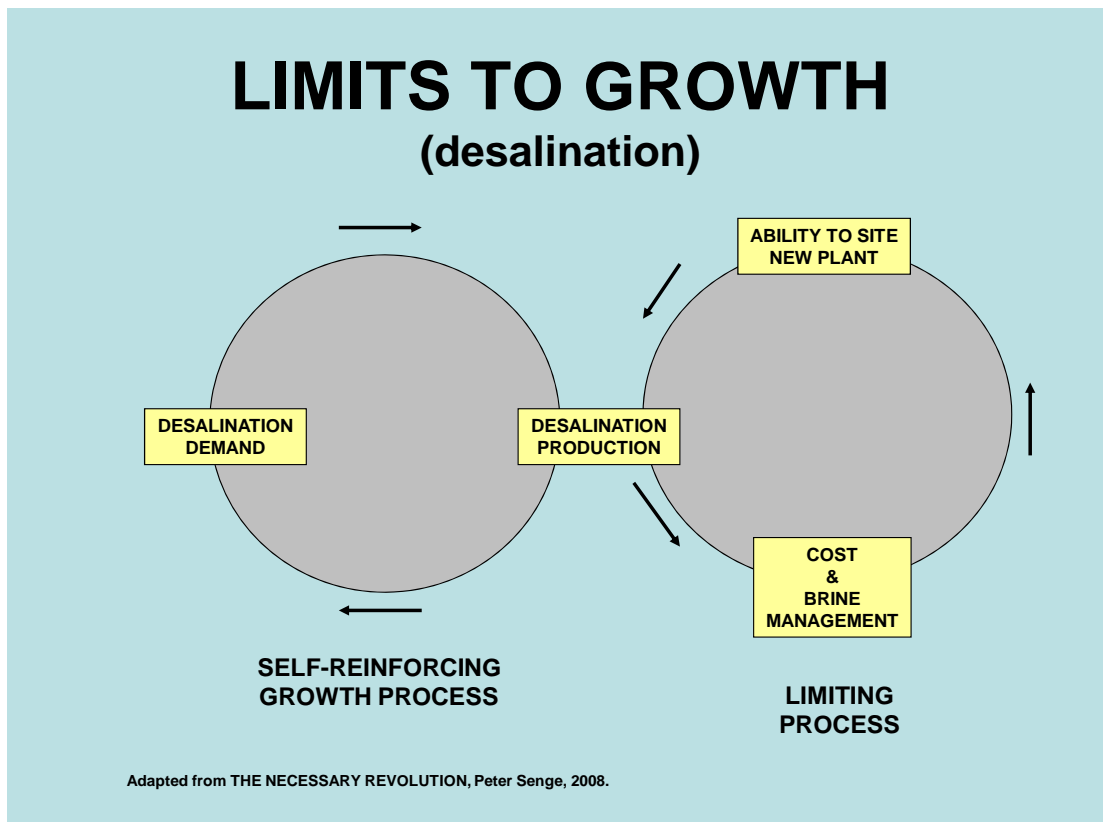 LIMITS TO GROWTH
(desalination)
ABILITY TO SITE
NEW PLANT
DESALINATION
DEMAND
DESALINATION
PRODUCTION
COST
&
BRINE
MANAGEMENT
SELF-REINFORCING
GROWTH PROCESS
LIMITING
PROCESS
Adapted from THE NECESSARY REVOLUTION, Peter Senge, 2008.